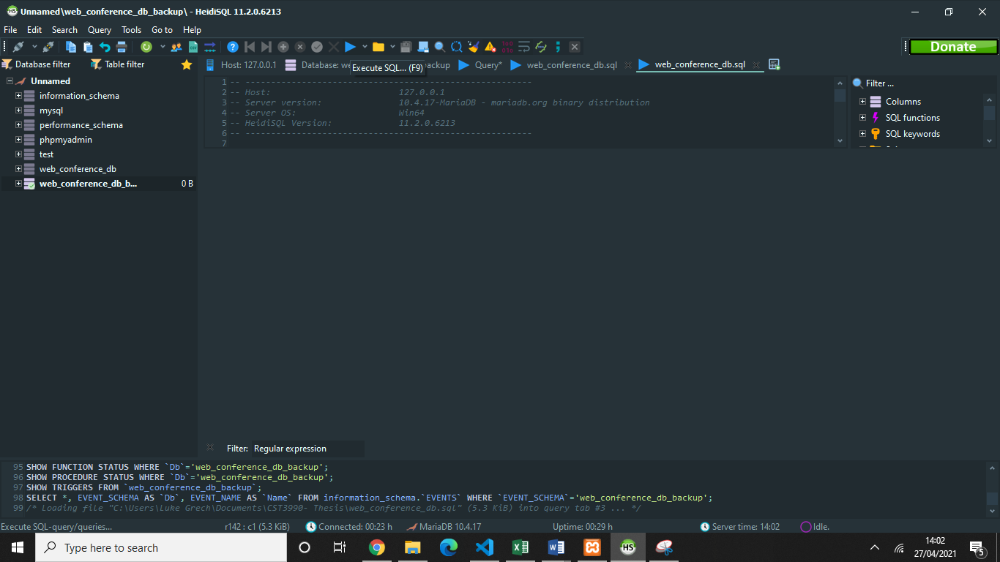 Unnamed\web_conference_db_backup\ - HeidiSQL 11.2.0.6213
File Edit Search Query Tools Go to Help
Donate
Database filter Table filter Host: 127.0.0.1 Database: we backup Query* web_conference_db.sql web_conference_db.sql
Execute SQL... (F9)
Unnamed
information_schema
mysql
performance_schema
phpmyadmin
test
web_conference_db
web_conference_db_b... 0 B
1 -- --------------------------------------------------------
2 -- Host: 127.0.0.1
3 -- Server version: 10.4.17-MariaDB - mariadb.org binary distribution
4 -- Server OS: Win64
5 -- HeidiSQL Version: 11.2.0.6213
6 -- --------------------------------------------------------
7
Filter ...
Columns
SQL functions
SQL keywords
Filter: Regular expression
95 SHOW FUNCTION STATUS WHERE `Db`='web_conference_db_backup';
96 SHOW PROCEDURE STATUS WHERE `Db`='web_conference_db_backup';
97 SHOW TRIGGERS FROM `web_conference_db_backup`;
98 SELECT *, EVENT_SCHEMA AS `Db`, EVENT_NAME AS `Name` FROM information_schema.`EVENTS` WHERE `EVENT_SCHEMA`='web_conference_db_backup';
99 /* Loading file "C:\Users\Luke Grech\Documents\CST3990- Thesis\web_conference_db.sql" (5.3 KiB) into query tab #3 ... */
Execute SQL-query/queries... r142 : c1 (5.3 KiB) Connected: 00:23 h MariaDB 10.4.17 Uptime: 00:29 h Server time: 14:02 Idle.
Type here to search
HS
14:02
27/04/2021
5